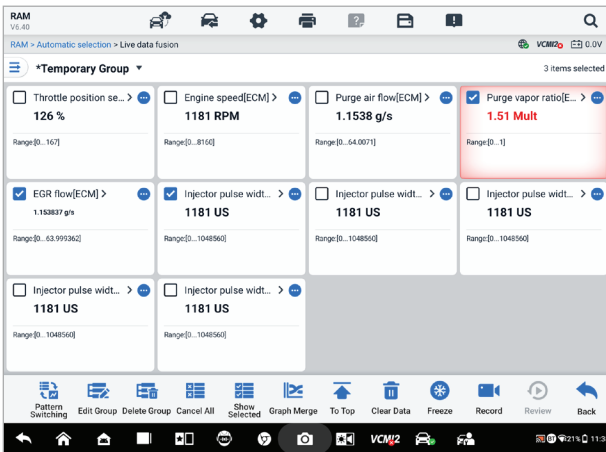 RAM
V6.40
RAM > Automatic selection > Live data fusion
VCMI2 0.0V
*Temporary Group ▼
3 items selected
Throttle position se... >
126 %
Range:[0...167]
Engine speed[ECM] >
1181 RPM
Range:[0...8160]
Purge air flow[ECM] >
1.1538 g/s
Range:[0...64.0071]
Purge vapor ratio[E... >
1.51 Mult
Range:[0...1]
EGR flow[ECM] >
1.153837 g/s
Range:[0...63.999362]
Injector pulse widt... >
1181 US
Range:[0...1048560]
Injector pulse widt... >
1181 US
Range:[0...1048560]
Injector pulse widt... >
1181 US
Range:[0...1048560]
Injector pulse widt... >
1181 US
Range:[0...1048560]
Injector pulse widt... >
1181 US
Range:[0...1048560]
Pattern
Switching
Edit Group
Delete Group
Cancel All
Show
Selected
Graph Merge
To Top
Clear Data
Freeze
Record
Review
Back
VCMI2
BT
21%
11:3